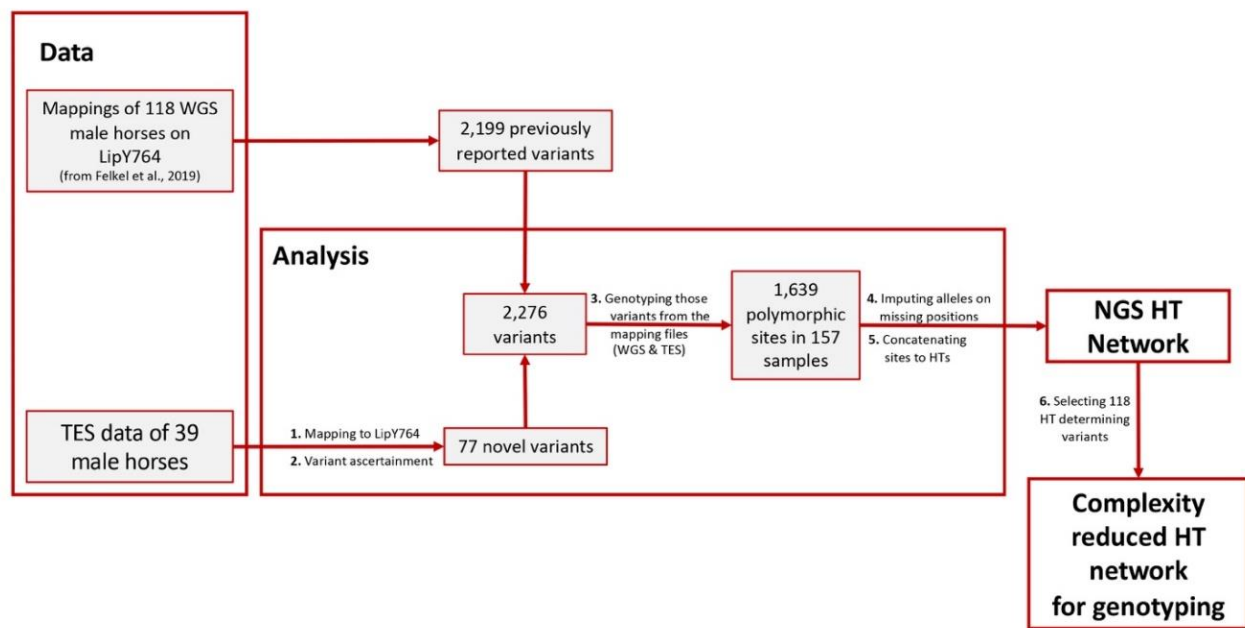 Data
Mappings of 118 WGS
male horses on
LipY764
(from Felkel et al., 2019)
2,199 previously
reported variants
Analysis
2,276
variants
3. Genotyping those
variants from the
mapping files
(WGS & TES)
1,639
polymorphic
sites in 157
samples
4. Imputing alleles on
missing positions
5. Concatenating
sites to HTs
NGS HT
Network
TES data of 39
male horses
1. Mapping to LipY764
2. Variant ascertainment
77 novel variants
6. Selecting 118
HT determining
variants
Complexity
reduced HT
network
for genotyping